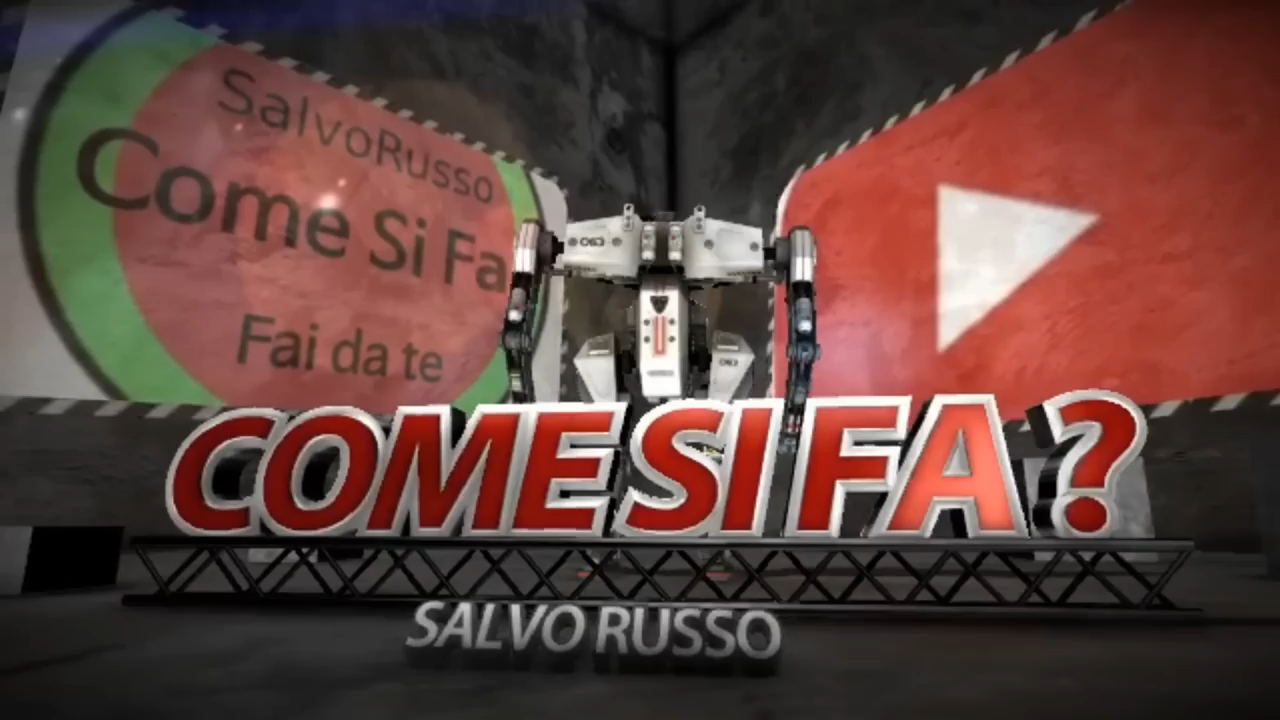 SalvoRusso
Come Si Fa
Fai da te
COME SI FA ?
SALVO RUSSO